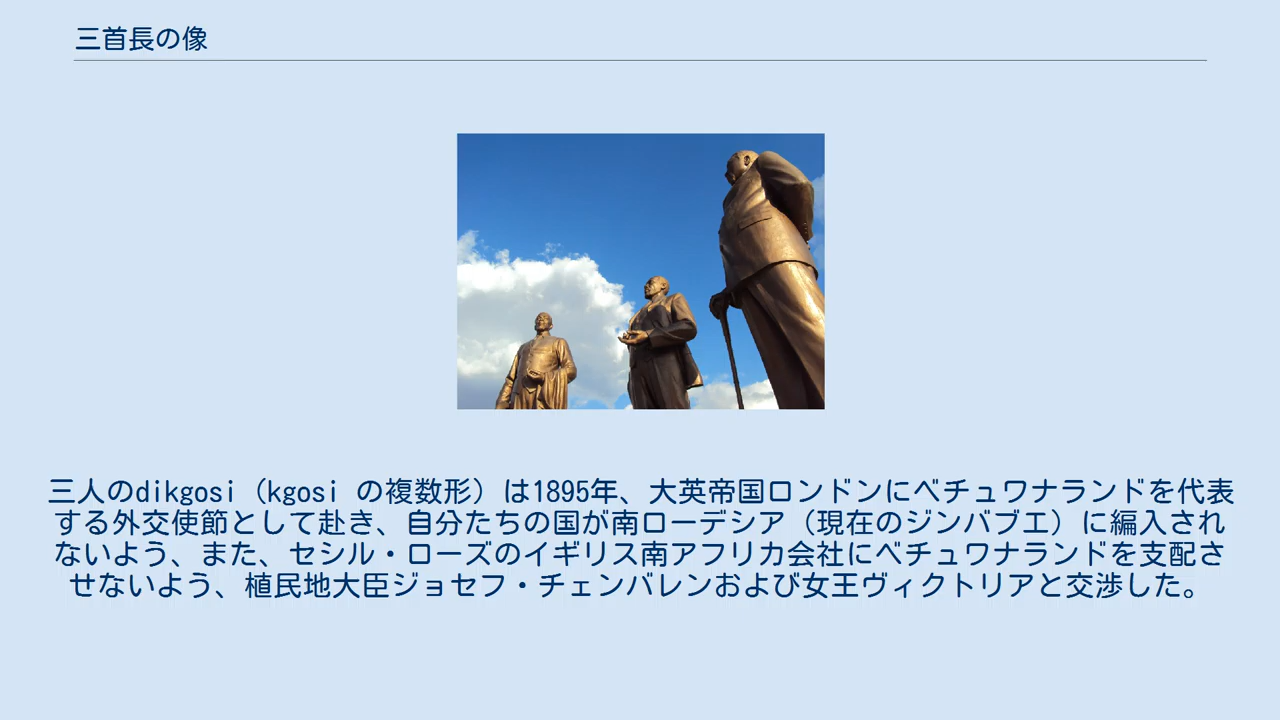 三首長の像
三人のdikgosi（kgosi の複数形）は1895年、大英帝国ロンドンにベチュワナランドを代表
する外交使節として赴き、自分たちの国が南ローデシア（現在のジンバブエ）に編入され
ないよう、また、セシル・ローズのイギリス南アフリカ会社にベチュワナランドを支配さ
せないよう、植民地大臣ジョセフ・チェンバレンおよび女王ヴィクトリアと交渉した。